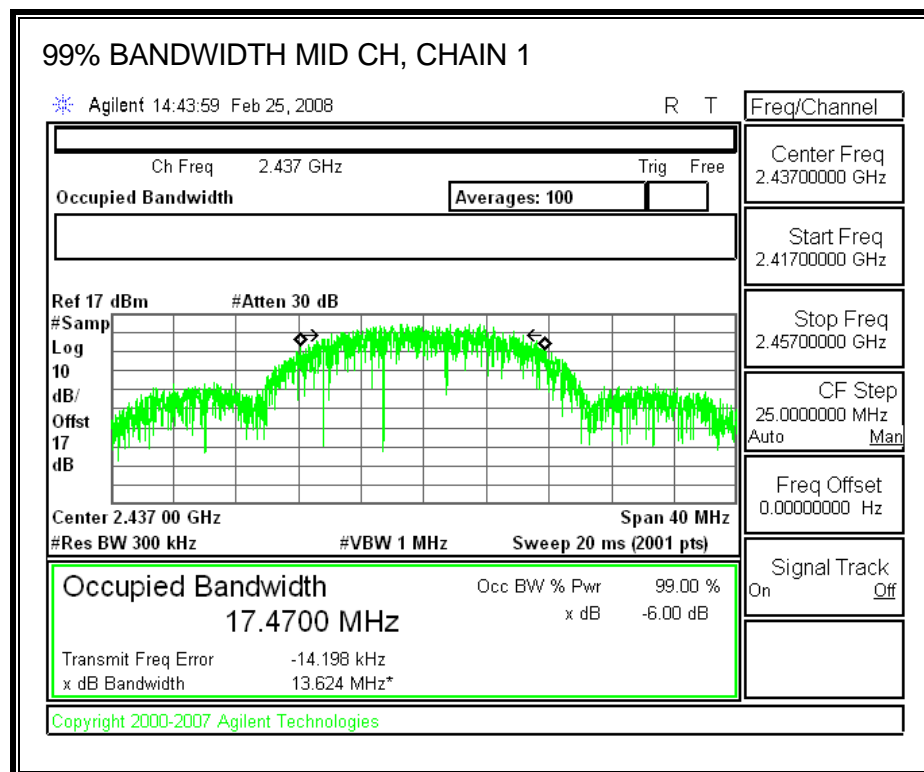 99% BANDWIDTH MID CH, CHAIN 1
Agilent 14:43:59 Feb 25, 2008 R T
Freq/Channel
Ch Freq 2.437 GHz Trig Free
Occupied Bandwidth Averages: 100
Center Freq
2.43700000 GHz
Start Freq
2.41700000 GHz
Stop Freq
2.45700000 GHz
CF Step
25.0000000 MHz
Auto Man
Freq Offset
0.00000000 Hz
Signal Track
On Off
Ref 17 dBm #Atten 30 dB
#Samp
Log
10
dB/
Offst
17
dB
Center 2.437 00 GHz Span 40 MHz
#Res BW 300 kHz #VBW 1 MHz Sweep 20 ms (2001 pts)
Occupied Bandwidth Occ BW % Pwr 99.00 %
17.4700 MHz x dB -6.00 dB
Transmit Freq Error -14.198 kHz
x dB Bandwidth 13.624 MHz*
Copyright 2000-2007 Agilent Technologies